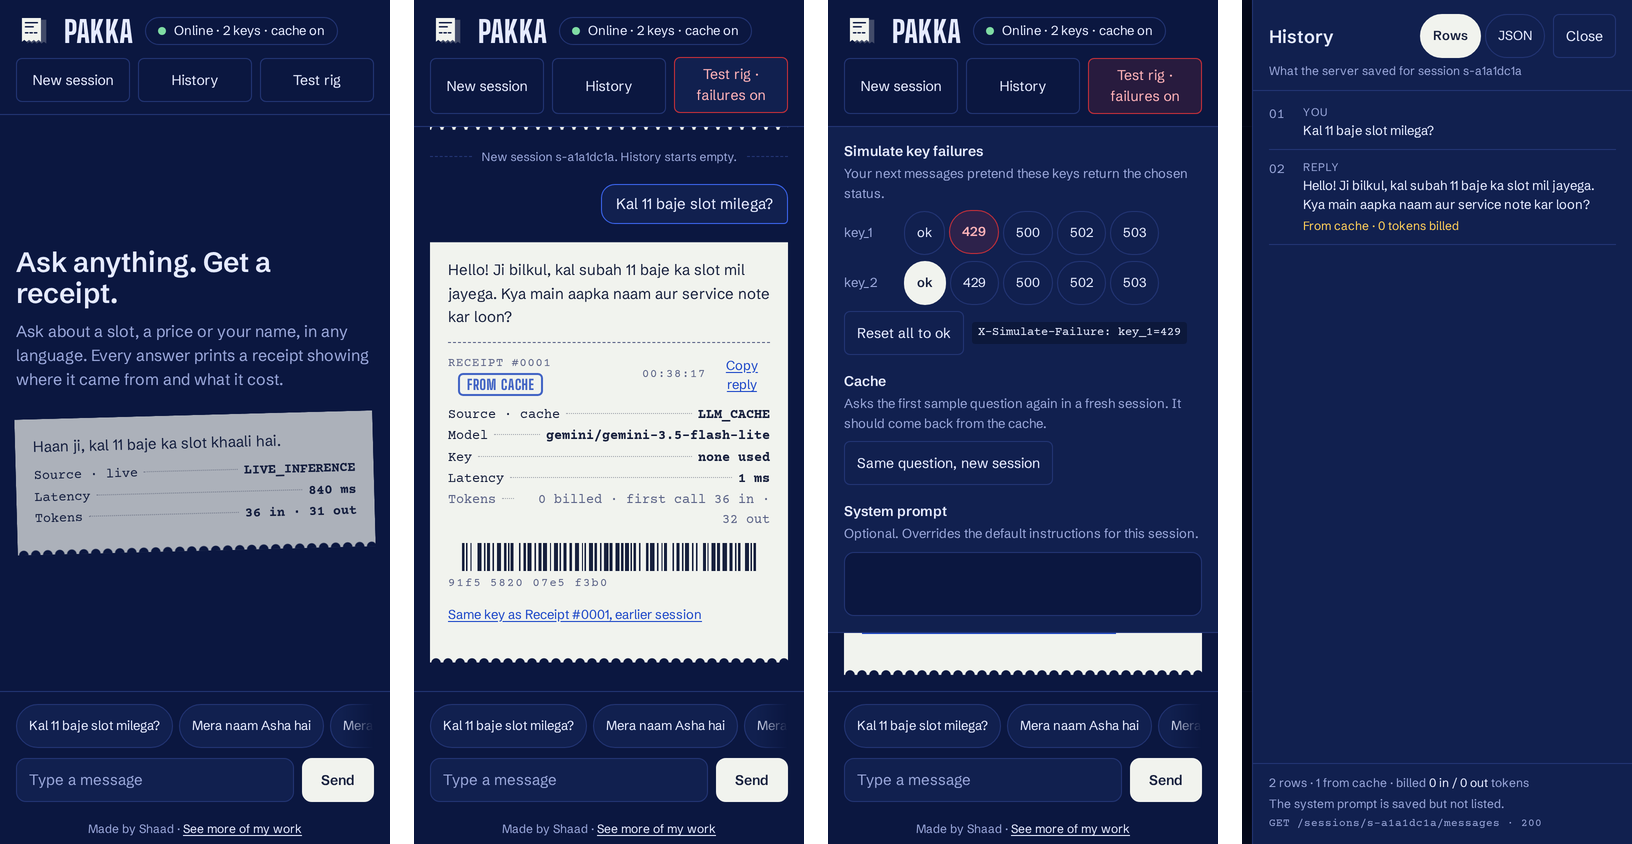 PAKKA
Online · 2 keys · cache on
New session
History
Test rig
Ask anything. Get a
receipt.
Ask about a slot, a price or your name, in any
language. Every answer prints a receipt showing
where it came from and what it cost.
Haan ji, kal 11 baje ka slot khaali hai.
Source · live LIVE_INFERENCE
Latency 840 ms
Tokens 36 in · 31 out
Kal 11 baje slot milega?
Mera naam Asha hai
Mera
Type a message
Send
Made by Shaad · See more of my work
PAKKA
Online · 2 keys · cache on
New session
History
Test rig ·
failures on
New session s-a1a1dc1a. History starts empty.
Kal 11 baje slot milega?
Hello! Ji bilkul, kal subah 11 baje ka slot mil
jayega. Kya main aapka naam aur service note
kar loon?
RECEIPT #0001
FROM CACHE
00:38:17
Copy
reply
Source · cache LLM_CACHE
Model gemini/gemini-3.5-flash-lite
Key none used
Latency 1 ms
Tokens 0 billed · first call 36 in ·
32 out
91f5 5820 07e5 f3b0
Same key as Receipt #0001, earlier session
Kal 11 baje slot milega?
Mera naam Asha hai
Mera
Type a message
Send
Made by Shaad · See more of my work
PAKKA
Online · 2 keys · cache on
New session
History
Test rig ·
failures on
Simulate key failures
Your next messages pretend these keys return the chosen
status.
key_1 ok 429 500 502 503
key_2 ok 429 500 502 503
Reset all to ok
X-Simulate-Failure: key_1=429
Cache
Asks the first sample question again in a fresh session. It
should come back from the cache.
Same question, new session
System prompt
Optional. Overrides the default instructions for this session.
Kal 11 baje slot milega?
Mera naam Asha hai
Mera
Type a message
Send
Made by Shaad · See more of my work
History
Rows
JSON
Close
What the server saved for session s-a1a1dc1a
01 YOU
Kal 11 baje slot milega?
02 REPLY
Hello! Ji bilkul, kal subah 11 baje ka slot mil jayega.
Kya main aapka naam aur service note kar loon?
From cache · 0 tokens billed
2 rows · 1 from cache · billed 0 in / 0 out tokens
The system prompt is saved but not listed.
GET /sessions/s-a1a1dc1a/messages · 200